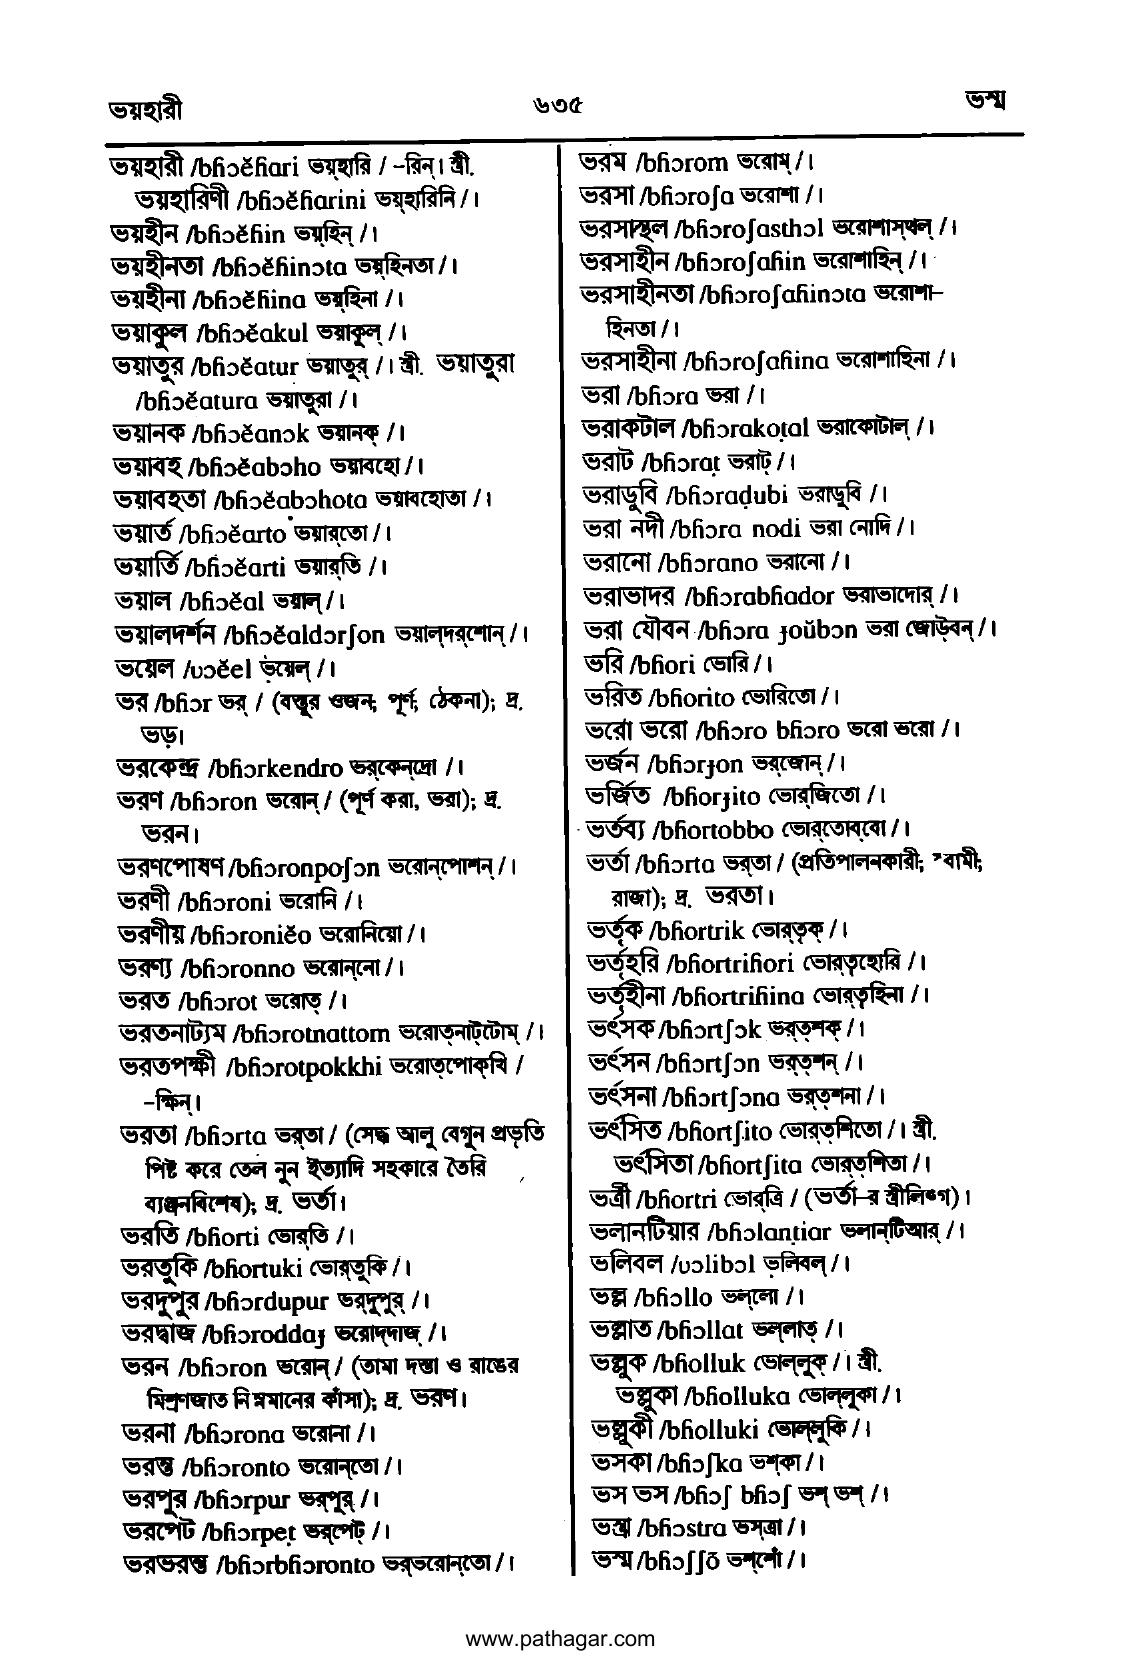 ভয়হারী
৬৩৫
ভস্ম
ভয়হারী /bɦɔĕɦari ভয়্হারি / -রিন্। স্ত্রী.
ভয়হারিণী /bɦɔĕɦarini ভয়্হারিনি /।
ভয়হীন /bɦɔĕɦin ভয়্হিন্ /।
ভয়হীনতা /bɦɔĕɦinɔta ভয়্হিনতা /।
ভয়হীনা /bɦɔĕɦina ভয়্হিনা /।
ভয়াকুল /bɦɔĕakul ভয়াকুল্ /।
ভয়াতুর /bɦɔĕatur ভয়াতুর্ /। স্ত্রী. ভয়াতুরা
/bɦɔĕatura ভয়াতুরা /।
ভয়ানক /bɦɔĕanɔk ভয়ানক্ /।
ভয়াবহ /bɦɔĕabɔho ভয়াবহো /।
ভয়াবহতা /bɦɔĕabɔhota ভয়াবহোতা /।
ভয়ার্ত /bɦɔĕarto ভয়ার্‌তো /।
ভয়ার্তি /bɦɔĕarti ভয়ার্‌তি /।
ভয়াল /bɦɔĕal ভয়াল্ /।
ভয়ালদর্শন /bɦɔĕaldɔrʃon ভয়াল্‌দর্‌শোন্ /।
ভয়েল /ʋɔĕel ভ়য়েল্ /।
ভর /bɦɔr ভর্ / (বস্তুর ওজন; পূর্ণ; ঠেকনা); দ্র.
ভড়।
ভরকেন্দ্র /bɦɔrkendro ভর্‌কেন্‌দ্রো /।
ভরণ /bɦɔron ভরোন্ / (পূর্ণ করা, ভরা); দ্র.
ভরন।
ভরণপোষণ /bɦɔronpoʃɔn ভরোন্‌পোশন্ /।
ভরণী /bɦɔroni ভরোনি /।
ভরণীয় /bɦɔroniĕo ভরোনিয়ো /।
ভরণ্য /bɦɔronno ভরোন্‌নো /।
ভরত /bɦɔrot ভরোত্ /।
ভরতনাট্যম /bɦɔrotnattom ভরোত্‌নাট্‌টোম্ /।
ভরতপক্ষী /bɦɔrotpokkhi ভরোত্‌পোক্‌খি /
-ক্ষিন্।
ভরতা /bɦɔrta ভর্‌তা / (সেদ্ধ আলু বেগুন প্রভৃতি
পিষ্ট করে তেল নুন ইত্যাদি সহকারে তৈরি
ব্যঞ্জনবিশেষ); দ্র. ভর্তা।
ভরতি /bɦorti ভোর্‌তি /।
ভরতুকি /bɦortuki ভোর্‌তুকি /।
ভরদুপুর /bɦɔrdupur ভর্‌দুপুর্ /।
ভরদ্বাজ /bɦɔroddaɟ ভরোদ্‌দাজ্ /।
ভরন /bɦɔron ভরোন্ / (তামা দস্তা ও রাঙের
মিশ্রণজাত নিম্নমানের কাঁসা); দ্র. ভরণ।
ভরনা /bɦɔrona ভরোনা /।
ভরন্ত /bɦɔronto ভরোন্‌তো /।
ভরপুর /bɦɔrpur ভর্‌পুর্ /।
ভরপেট /bɦɔrpeṭ ভর্‌পেট্ /।
ভরভরন্ত /bɦɔrbɦɔronto ভর্‌ভরোন্‌তো /।
ভরম /bɦɔrom ভরোম্ /।
ভরসা /bɦɔroʃa ভরোশা /।
ভরসাস্থল /bɦɔroʃasthɔl ভরোশাস্‌থল্ /।
ভরসাহীন /bɦɔroʃaɦin ভরোশাহিন্ /।
ভরসাহীনতা /bɦɔroʃaɦinɔta ভরোশা-
হিনতা /।
ভরসাহীনা /bɦɔroʃaɦina ভরোশাহিনা /।
ভরা /bɦɔra ভরা /।
ভরাকটাল /bɦɔrakoṭal ভরাকোটাল্ /।
ভরাট /bɦɔraṭ ভরাট্ /।
ভরাডুবি /bɦɔraḍubi ভরাডুবি /।
ভরা নদী /bɦɔra nodi ভরা নোদি /।
ভরানো /bɦɔrano ভরানো /।
ভরাভাদর /bɦɔrabɦador ভরাভাদোর্ /।
ভরা যৌবন /bɦɔra ɟoŭbɔn ভরা জোউ্‌বন্ /।
ভরি /bɦori ভোরি /।
ভরিত /bɦorito ভোরিতো /।
ভরো ভরো /bɦɔro bɦɔro ভরো ভরো /।
ভর্জন /bɦɔrɟon ভর্‌জোন্ /।
ভর্জিত /bɦorɟito ভোর্‌জিতো /।
ভর্তব্য /bɦortobbo ভোর্‌তোব্‌বো /।
ভর্তা /bɦɔrta ভর্‌তা / (প্রতিপালনকারী; স্বামী;
রাজা); দ্র. ভরতা।
ভর্তৃক /bɦortrik ভোর্‌তৃক্ /।
ভর্তৃহরি /bɦortriɦori ভোর্‌তৃহোরি /।
ভর্তৃহীনা /bɦortriɦina ভোর্‌তৃহিনা /।
ভর্ৎসক /bɦɔrtʃɔk ভর্‌ত্‌শক্ /।
ভর্ৎসন /bɦɔrtʃɔn ভর্‌ত্‌শন্ /।
ভর্ৎসনা /bɦɔrtʃɔna ভর্‌ত্‌শনা /।
ভর্ৎসিত /bɦortʃito ভোর্‌ত্‌শিতো /। স্ত্রী.
ভর্ৎসিতা /bɦortʃita ভোর্‌ত্‌শিতা /।
ভর্ত্রী /bɦortri ভোর্‌ত্রি / (ভর্তা-র স্ত্রীলিঙ্গ)।
ভলানটিয়ার /bɦɔlanṭiar ভলান্‌টিআর্ /।
ভলিবল /ʋɔlibɔl ভ়লিবল্ /।
ভল্ল /bɦɔllo ভল্‌লো /।
ভল্লাত /bɦɔllat ভল্‌লাত্ /।
ভল্লুক /bɦolluk ভোল্‌লুক্ /। স্ত্রী.
ভল্লুকা /bɦolluka ভোল্‌লুকা /।
ভল্লুকী /bɦolluki ভোল্‌লুকি /।
ভসকা /bɦɔʃka ভশ্‌কা /।
ভস ভস /bɦɔʃ bɦɔʃ ভশ্ ভশ্ /।
ভস্ত্রা /bɦɔstra ভস্‌ত্রা /।
ভস্ম /bɦɔʃʃõ ভশ্‌শোঁ /।
www.pathagar.com